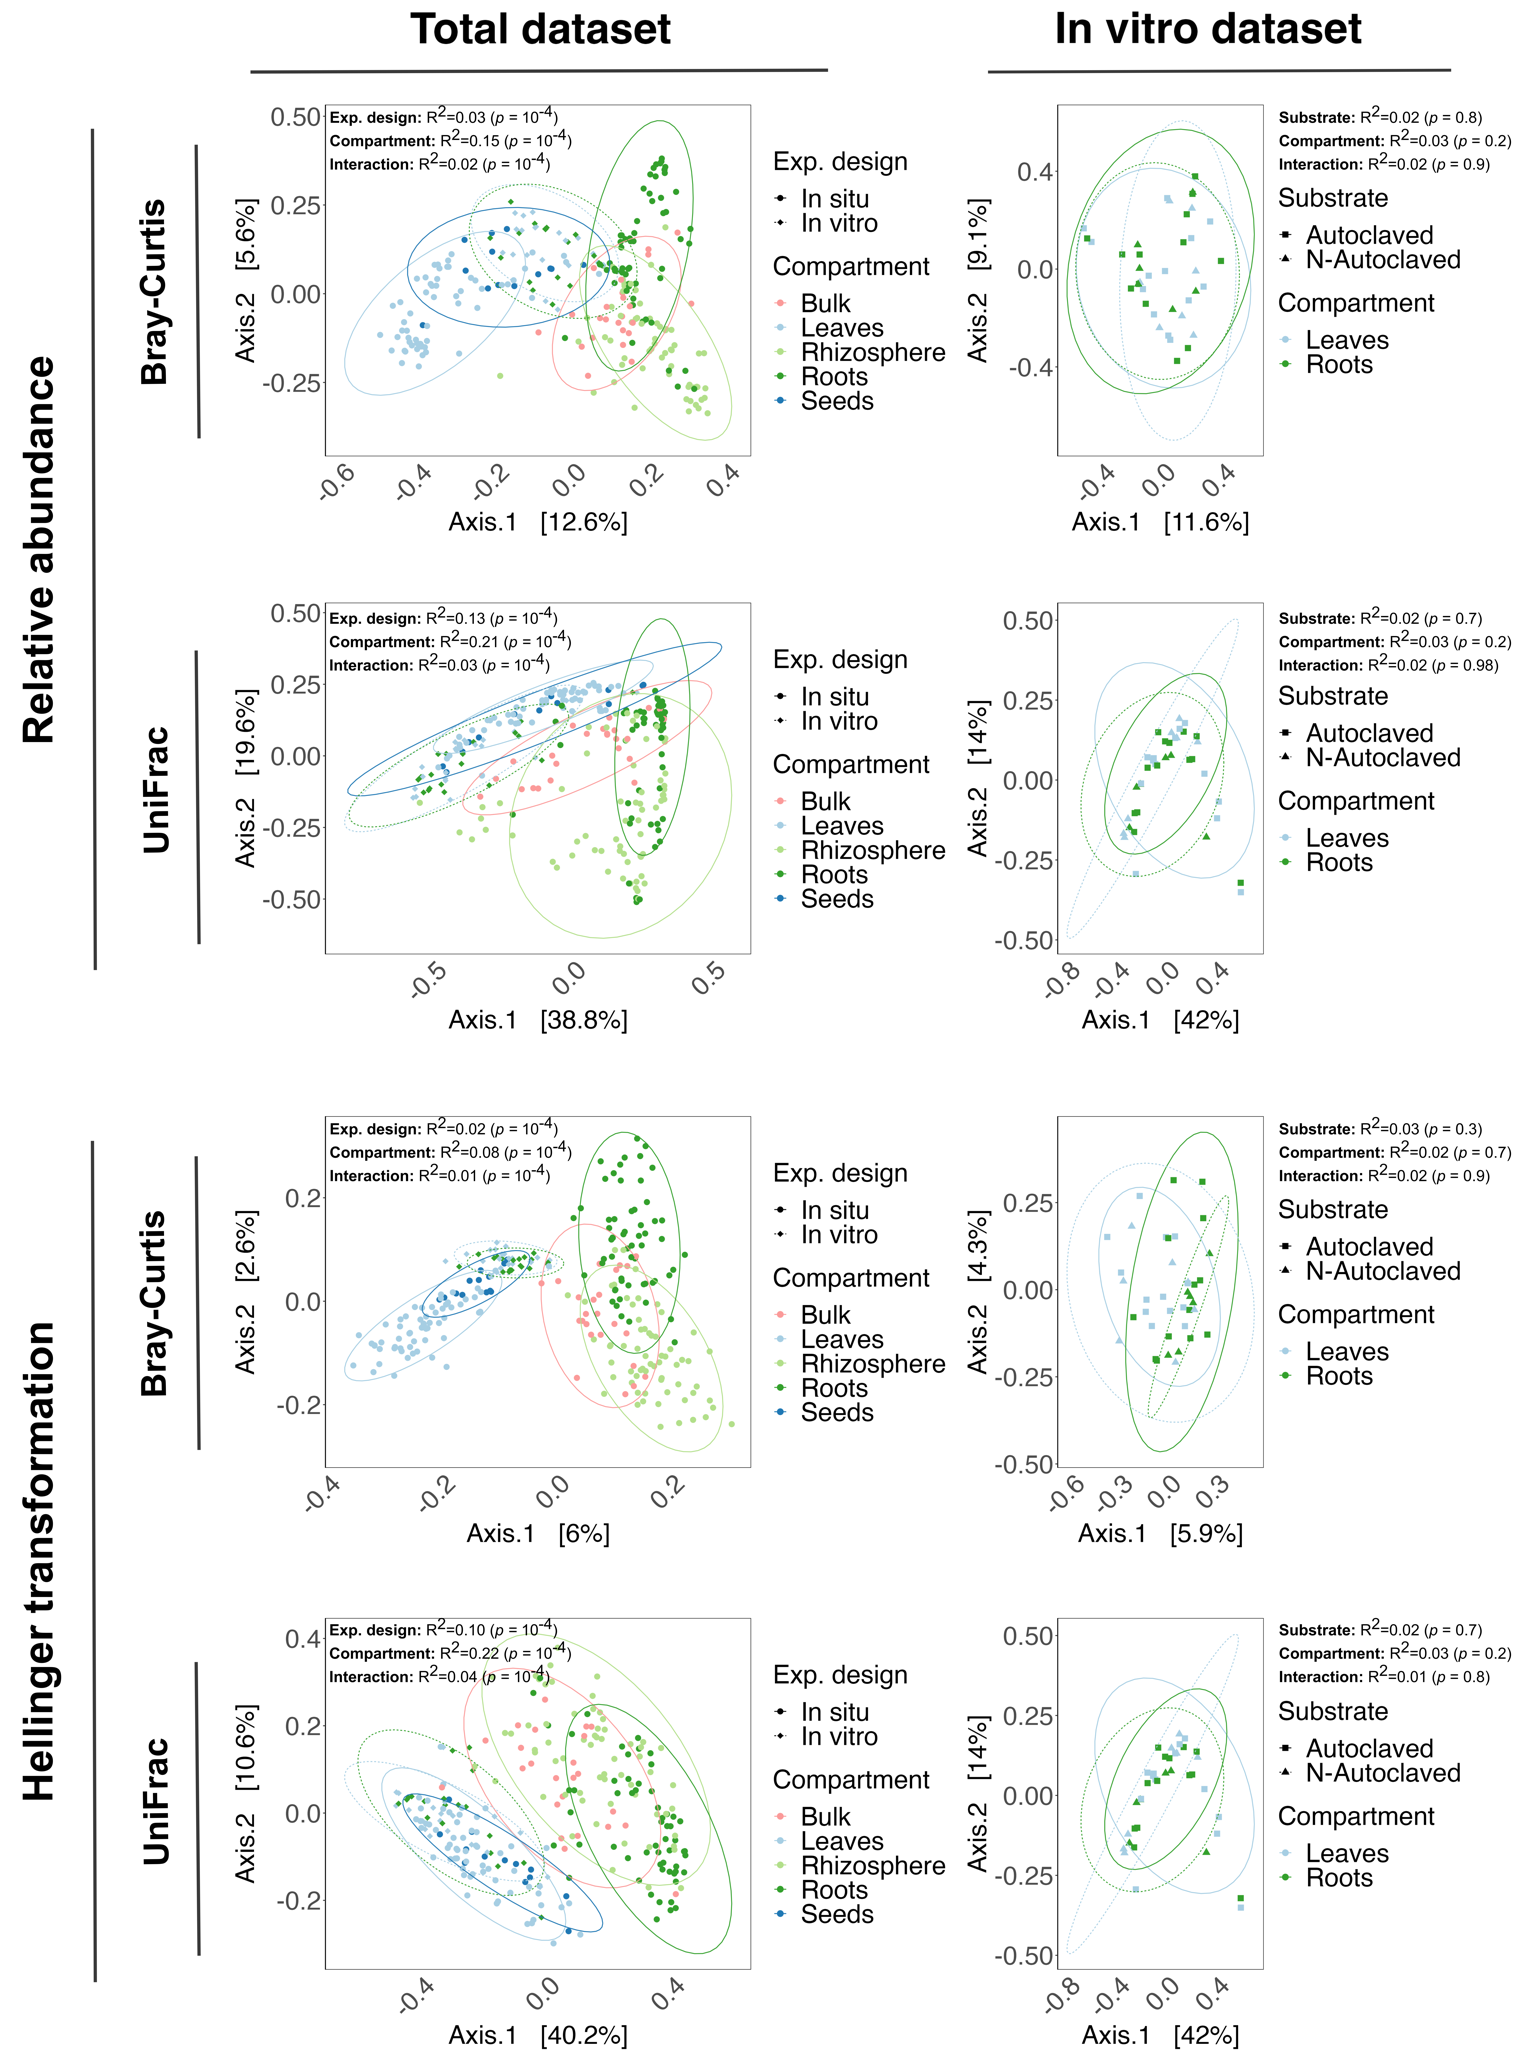 Total dataset
In vitro dataset
Relative abundance
Bray-Curtis
Exp. design: R2=0.03 (p = 10-4)
Compartment: R2=0.15 (p = 10-4)
Interaction: R2=0.02 (p = 10-4)
0.50
0.25
0.00
-0.25
Axis.2 [5.6%]
-0.6 -0.4 -0.2 0.0 0.2 0.4
Axis.1 [12.6%]
Exp. design
In situ
In vitro
Compartment
Bulk
Leaves
Rhizosphere
Roots
Seeds
0.4
0.0
-0.4
Axis.2 [9.1%]
-0.4 0.0 0.4
Axis.1 [11.6%]
Substrate: R2=0.02 (p = 0.8)
Compartment: R2=0.03 (p = 0.2)
Interaction: R2=0.02 (p = 0.9)
Substrate
Autoclaved
N-Autoclaved
Compartment
Leaves
Roots
UniFrac
Exp. design: R2=0.13 (p = 10-4)
Compartment: R2=0.21 (p = 10-4)
Interaction: R2=0.03 (p = 10-4)
0.50
0.25
0.00
-0.25
-0.50
Axis.2 [19.6%]
-0.5 0.0 0.5
Axis.1 [38.8%]
Exp. design
In situ
In vitro
Compartment
Bulk
Leaves
Rhizosphere
Roots
Seeds
0.50
0.25
0.00
-0.25
-0.50
Axis.2 [14%]
-0.8 -0.4 0.0 0.4
Axis.1 [42%]
Substrate: R2=0.02 (p = 0.7)
Compartment: R2=0.03 (p = 0.2)
Interaction: R2=0.02 (p = 0.98)
Substrate
Autoclaved
N-Autoclaved
Compartment
Leaves
Roots
Hellinger transformation
Bray-Curtis
Exp. design: R2=0.02 (p = 10-4)
Compartment: R2=0.08 (p = 10-4)
Interaction: R2=0.01 (p = 10-4)
0.2
0.0
-0.2
Axis.2 [2.6%]
-0.4 -0.2 0.0 0.2
Axis.1 [6%]
Exp. design
In situ
In vitro
Compartment
Bulk
Leaves
Rhizosphere
Roots
Seeds
0.25
0.00
-0.25
-0.50
Axis.2 [4.3%]
-0.6 -0.3 0.0 0.3
Axis.1 [5.9%]
Substrate: R2=0.03 (p = 0.3)
Compartment: R2=0.02 (p = 0.7)
Interaction: R2=0.02 (p = 0.9)
Substrate
Autoclaved
N-Autoclaved
Compartment
Leaves
Roots
UniFrac
Exp. design: R2=0.10 (p = 10-4)
Compartment: R2=0.22 (p = 10-4)
Interaction: R2=0.04 (p = 10-4)
0.4
0.2
0.0
-0.2
Axis.2 [10.6%]
-0.4 0.0 0.4
Axis.1 [40.2%]
Exp. design
In situ
In vitro
Compartment
Bulk
Leaves
Rhizosphere
Roots
Seeds
0.50
0.25
0.00
-0.25
-0.50
Axis.2 [14%]
-0.8 -0.4 0.0 0.4
Axis.1 [42%]
Substrate: R2=0.02 (p = 0.7)
Compartment: R2=0.03 (p = 0.2)
Interaction: R2=0.01 (p = 0.8)
Substrate
Autoclaved
N-Autoclaved
Compartment
Leaves
Roots